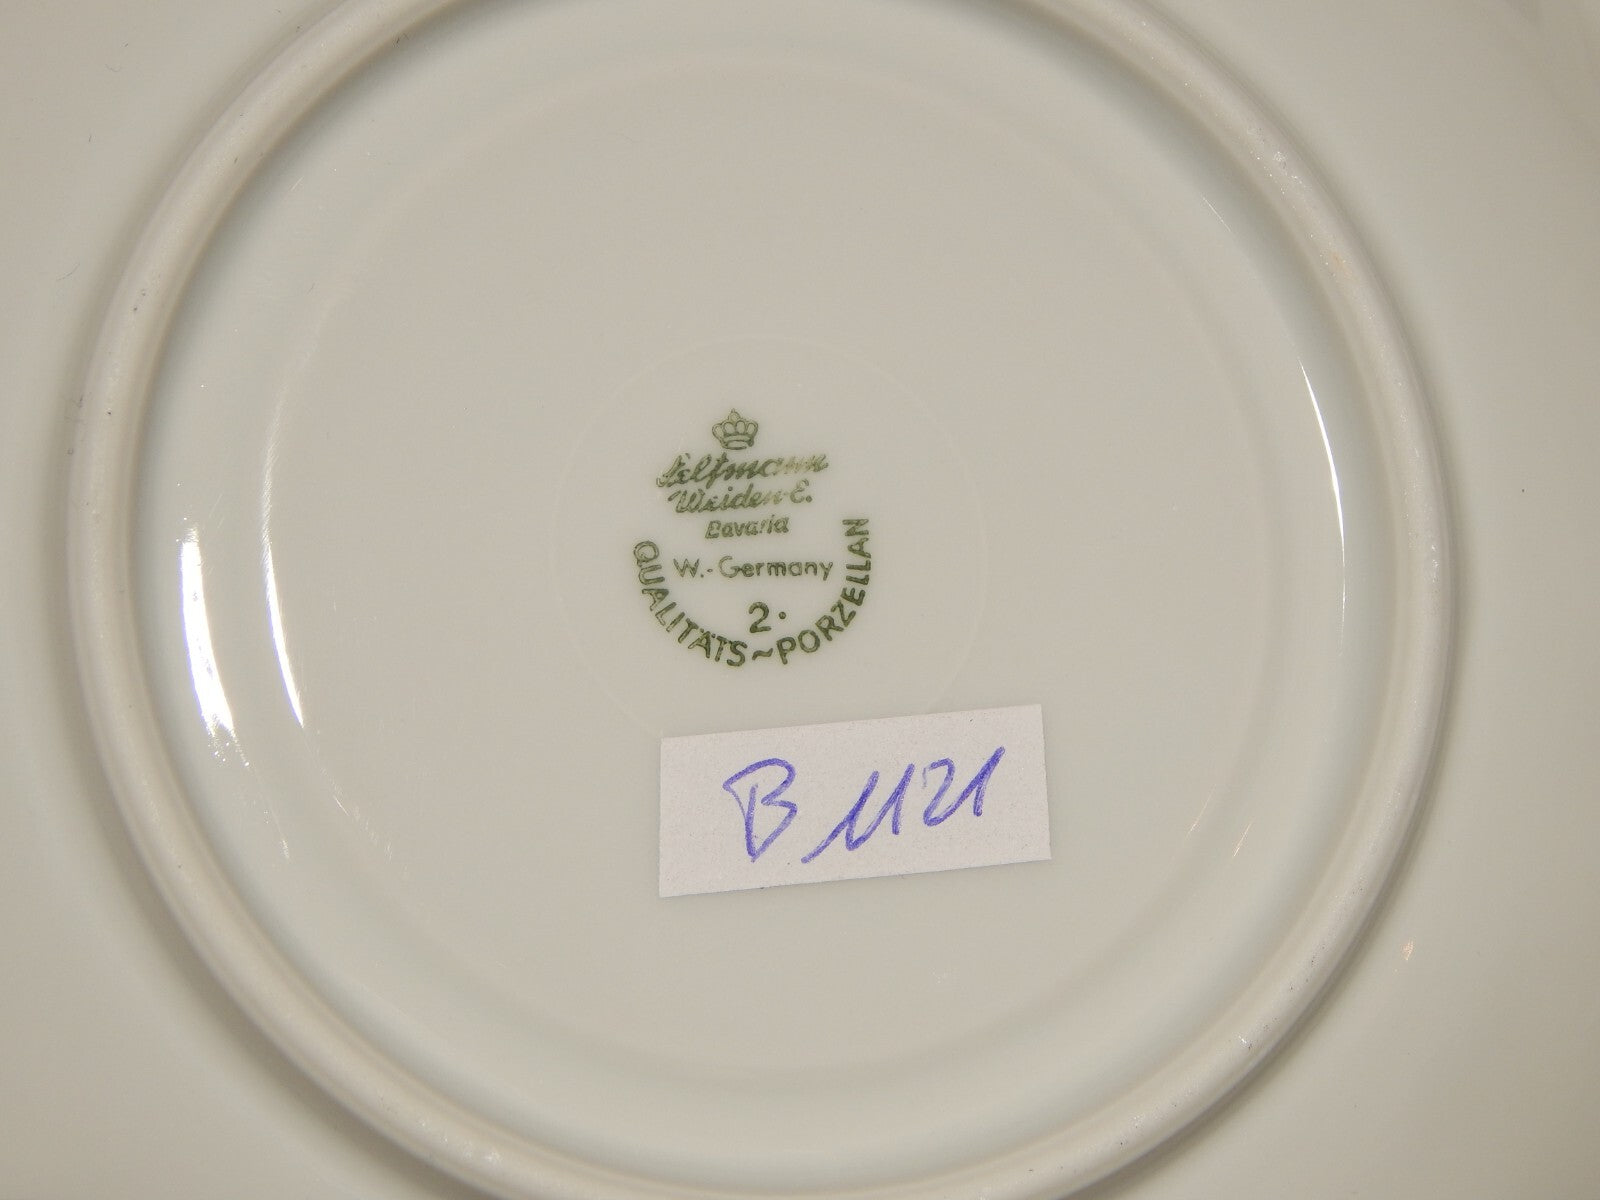 Seltmann
Weiden-E.
Bavaria
W.-Germany
2.
QUALITÄTS~PORZELLAN
B 1121